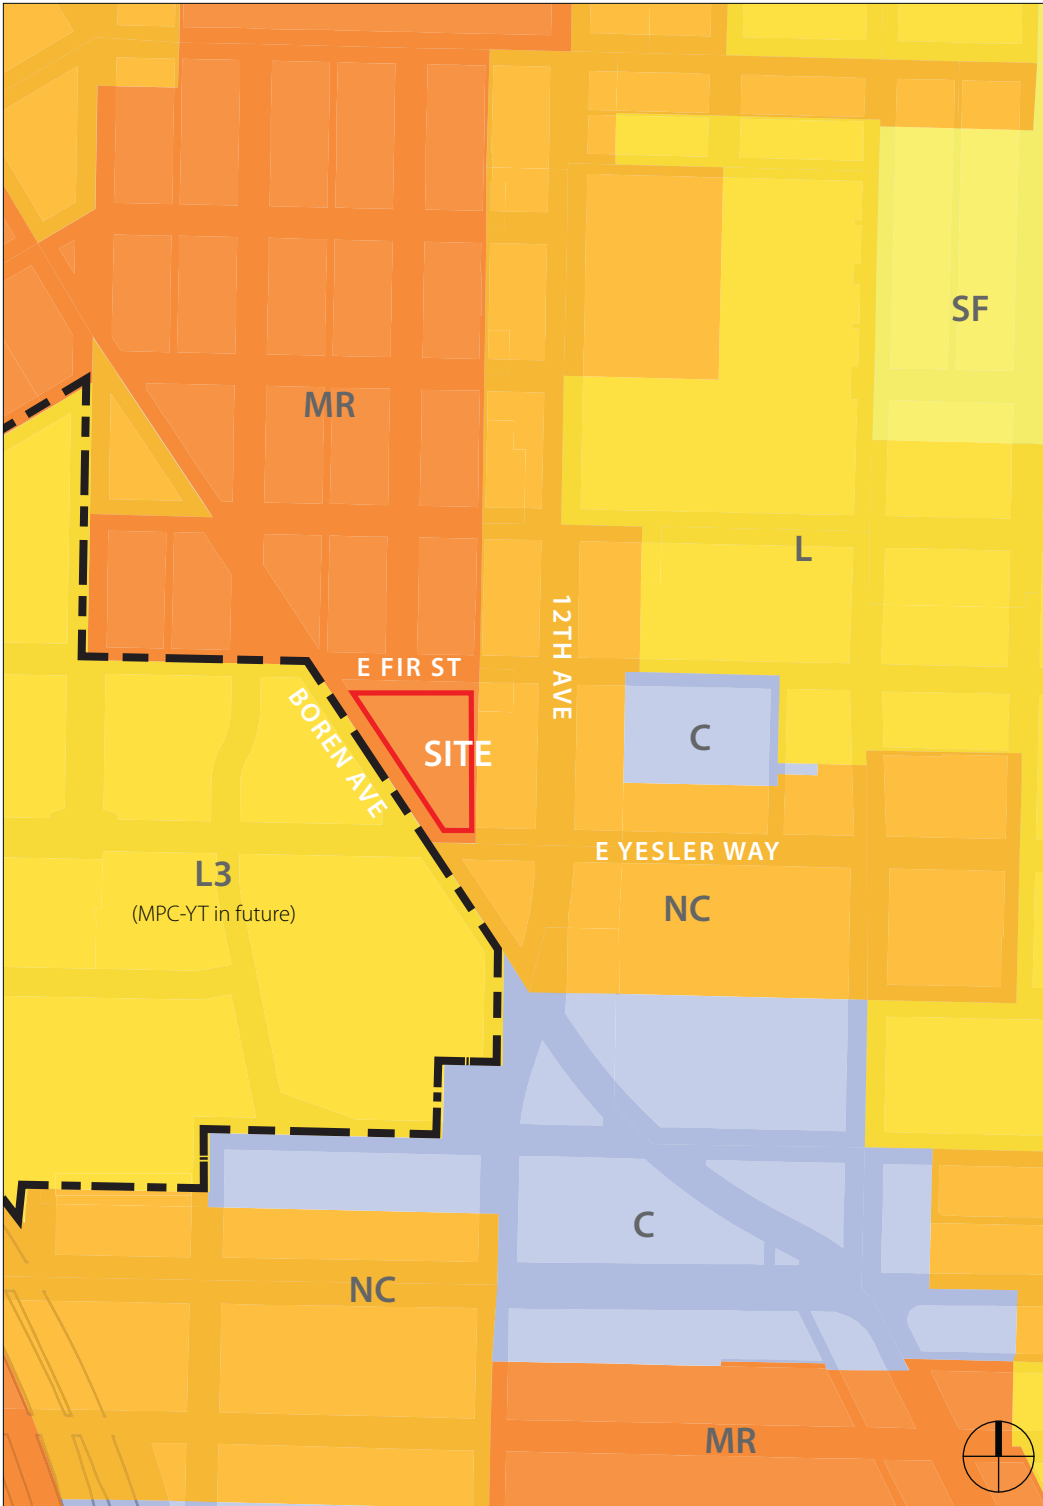 SF
MR
L
12TH AVE
E FIR ST
BOREN AVE
SITE
C
E YESLER WAY
L3
(MPC-YT in future)
NC
C
NC
MR